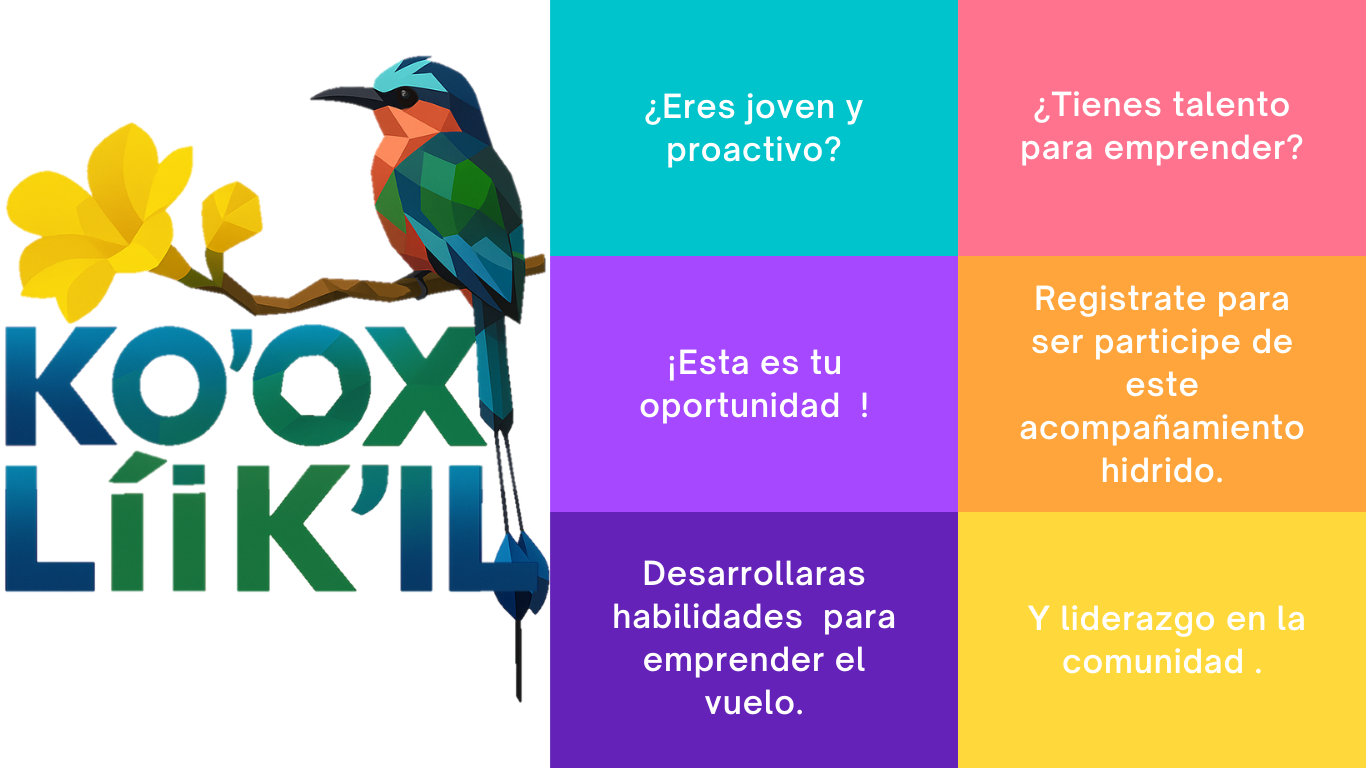 KO'OX
LíiK'IL
¿Eres joven y
proactivo?
¿Tienes talento
para emprender?
¡Esta es tu
oportunidad  !
Registrate para
ser participe de
este
acompañamiento
hidrido.
Desarrollaras
habilidades  para
emprender el
vuelo.
Y liderazgo en la
comunidad .